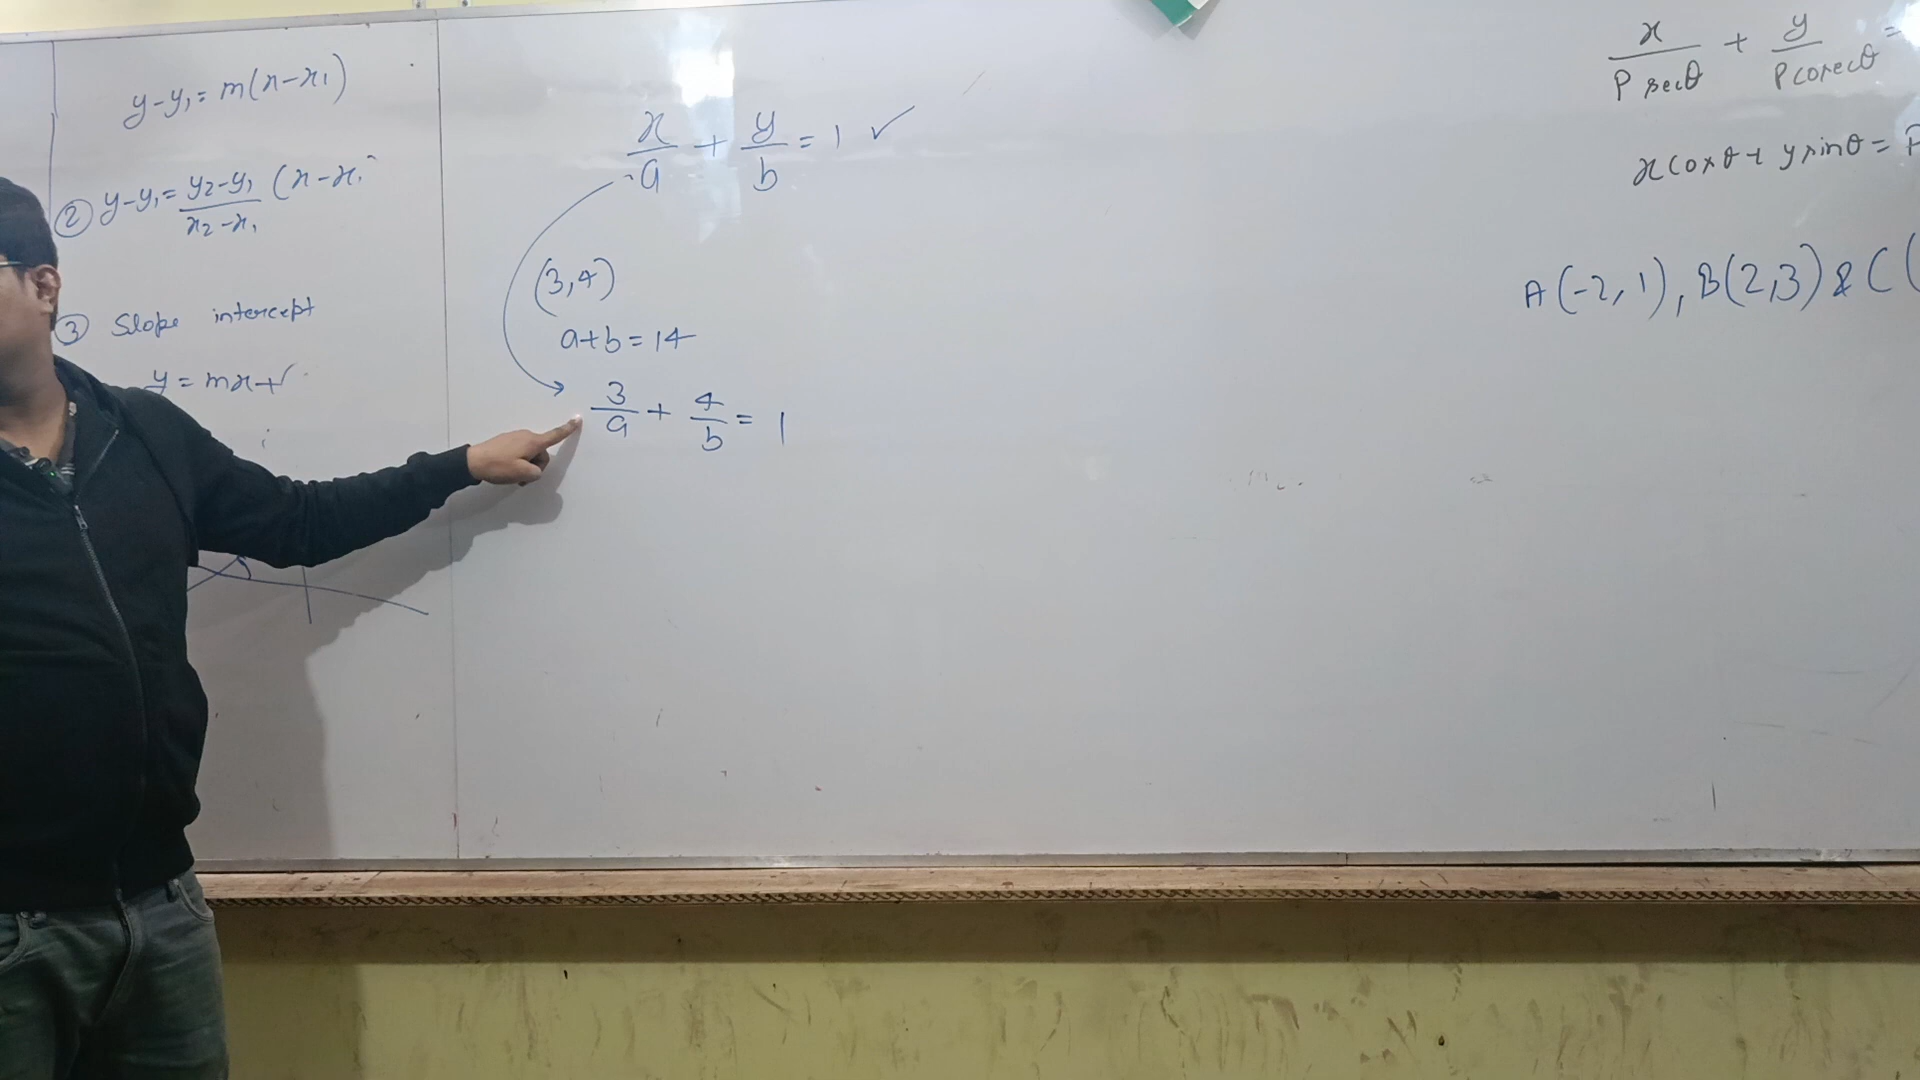 y-y₁ = m(x-x₁)
② y-y₁ = y₂-y₁/x₂-x₁ (x-x₁
③ Slope intercept
y = mx+
x/a + y/b = 1 ✓
(3,4)
a+b=14
3/a + 4/b = 1
x/P secθ + y/P cosecθ =
x cosθ + y sinθ = P
A(-2,1), B(2,3) & C(